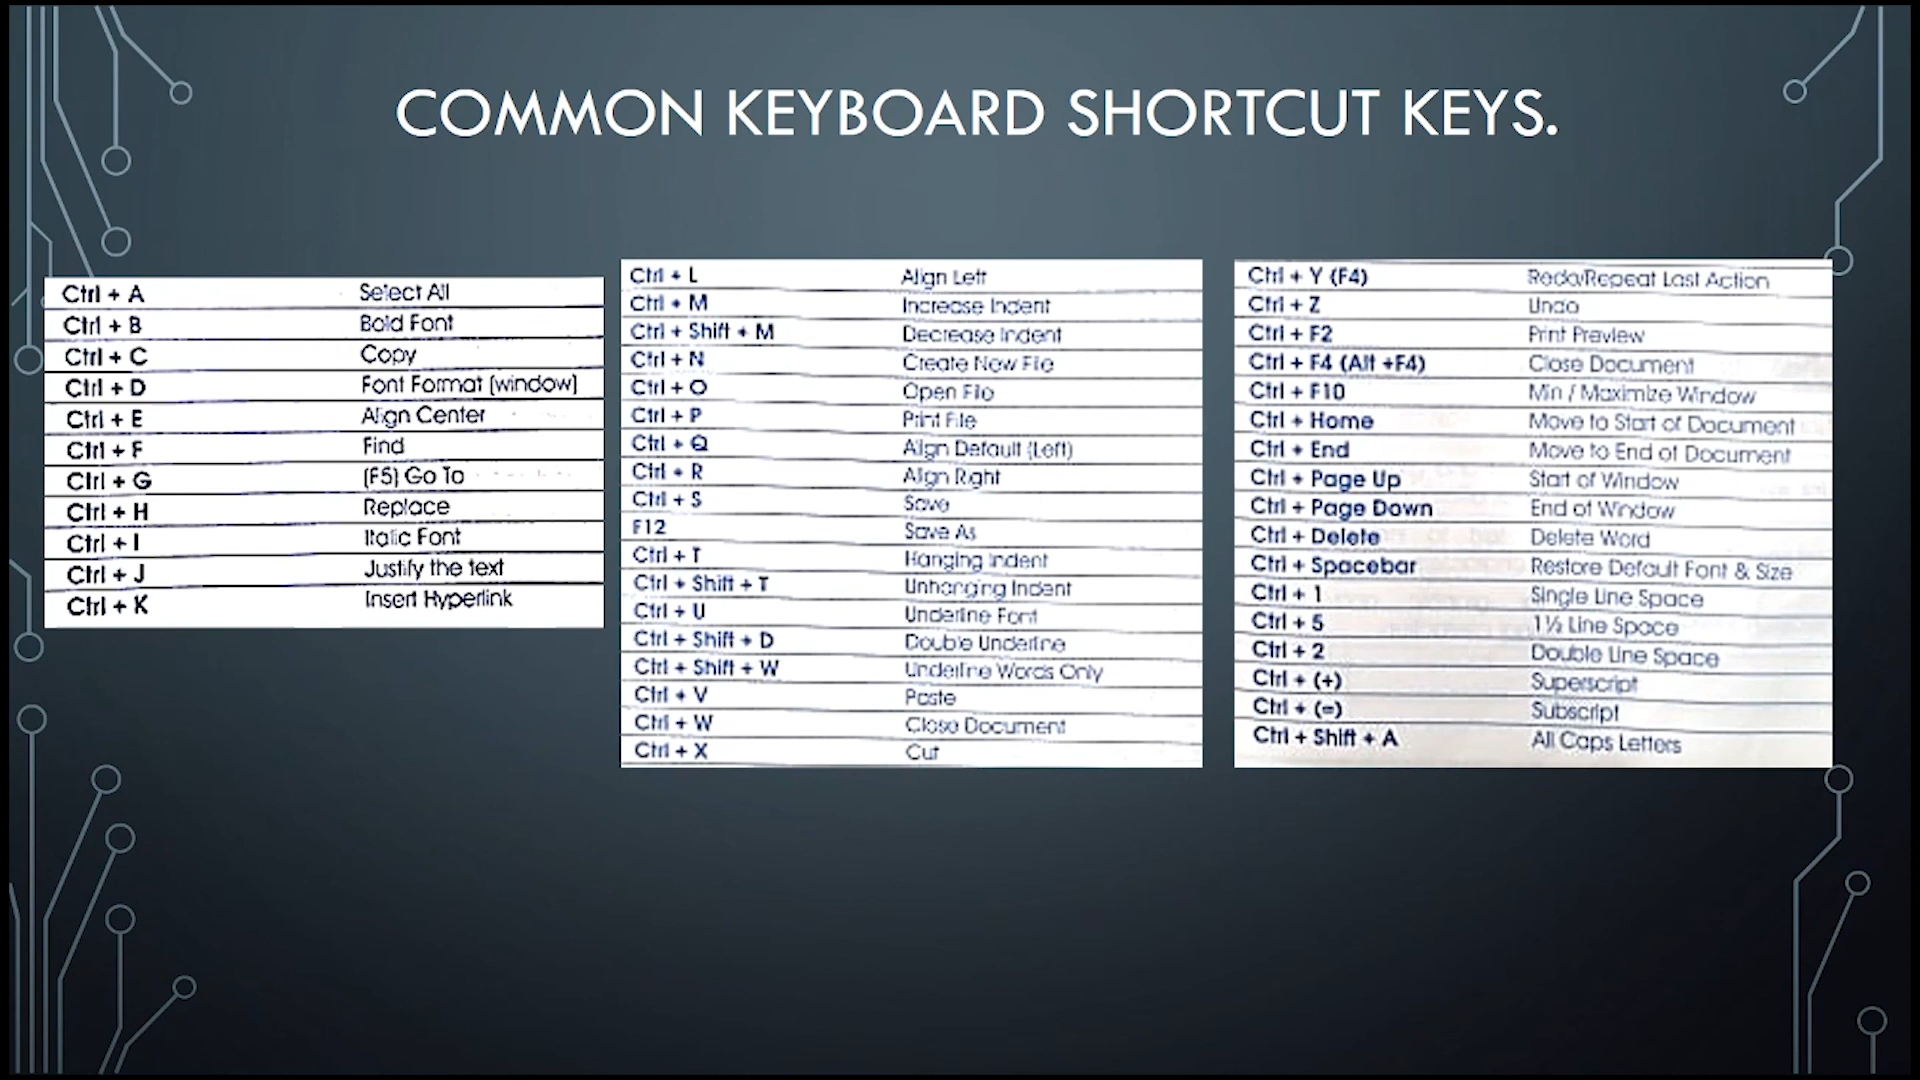 COMMON KEYBOARD SHORTCUT KEYS.
Ctrl + A Select All
Ctrl + B Bold Font
Ctrl + C Copy
Ctrl + D Font Format (window)
Ctrl + E Align Center
Ctrl + F Find
Ctrl + G (F5) Go To
Ctrl + H Replace
Ctrl + I Italic Font
Ctrl + J Justify the text
Ctrl + K Insert Hyperlink
Ctrl + L Align Left
Ctrl + M Increase Indent
Ctrl + Shift + M Decrease Indent
Ctrl + N Create New File
Ctrl + O Open File
Ctrl + P Print File
Ctrl + Q Align Default (Left)
Ctrl + R Align Right
Ctrl + S Save
F12 Save As
Ctrl + T Hanging Indent
Ctrl + Shift + T Unhanging Indent
Ctrl + U Underline Font
Ctrl + Shift + D Double Underline
Ctrl + Shift + W Underline Words Only
Ctrl + V Paste
Ctrl + W Close Document
Ctrl + X Cut
Ctrl + Y (F4) Redo/Repeat Last Action
Ctrl + Z Undo
Ctrl + F2 Print Preview
Ctrl + F4 (Alt +F4) Close Document
Ctrl + F10 Min / Maximize Window
Ctrl + Home Move to Start of Document
Ctrl + End Move to End of Document
Ctrl + Page Up Start of Window
Ctrl + Page Down End of Window
Ctrl + Delete Delete Word
Ctrl + Spacebar Restore Default Font & Size
Ctrl + 1 Single Line Space
Ctrl + 5 1½ Line Space
Ctrl + 2 Double Line Space
Ctrl + (+) Superscript
Ctrl + (=) Subscript
Ctrl + Shift + A All Caps Letters